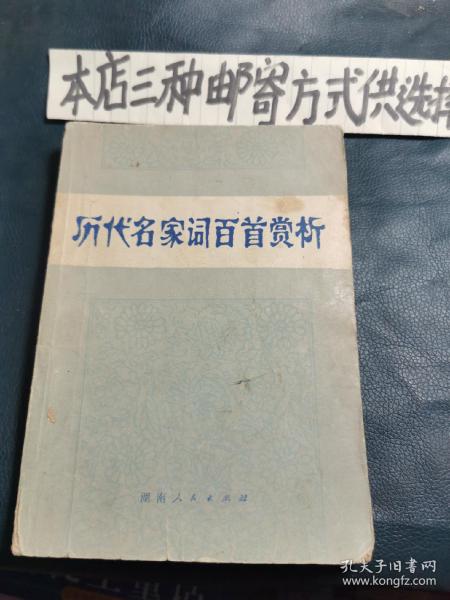 本店三种邮寄方式供选择
历代名家词百首赏析
湖南人民出版社
孔夫子旧书网
www.kongfz.com